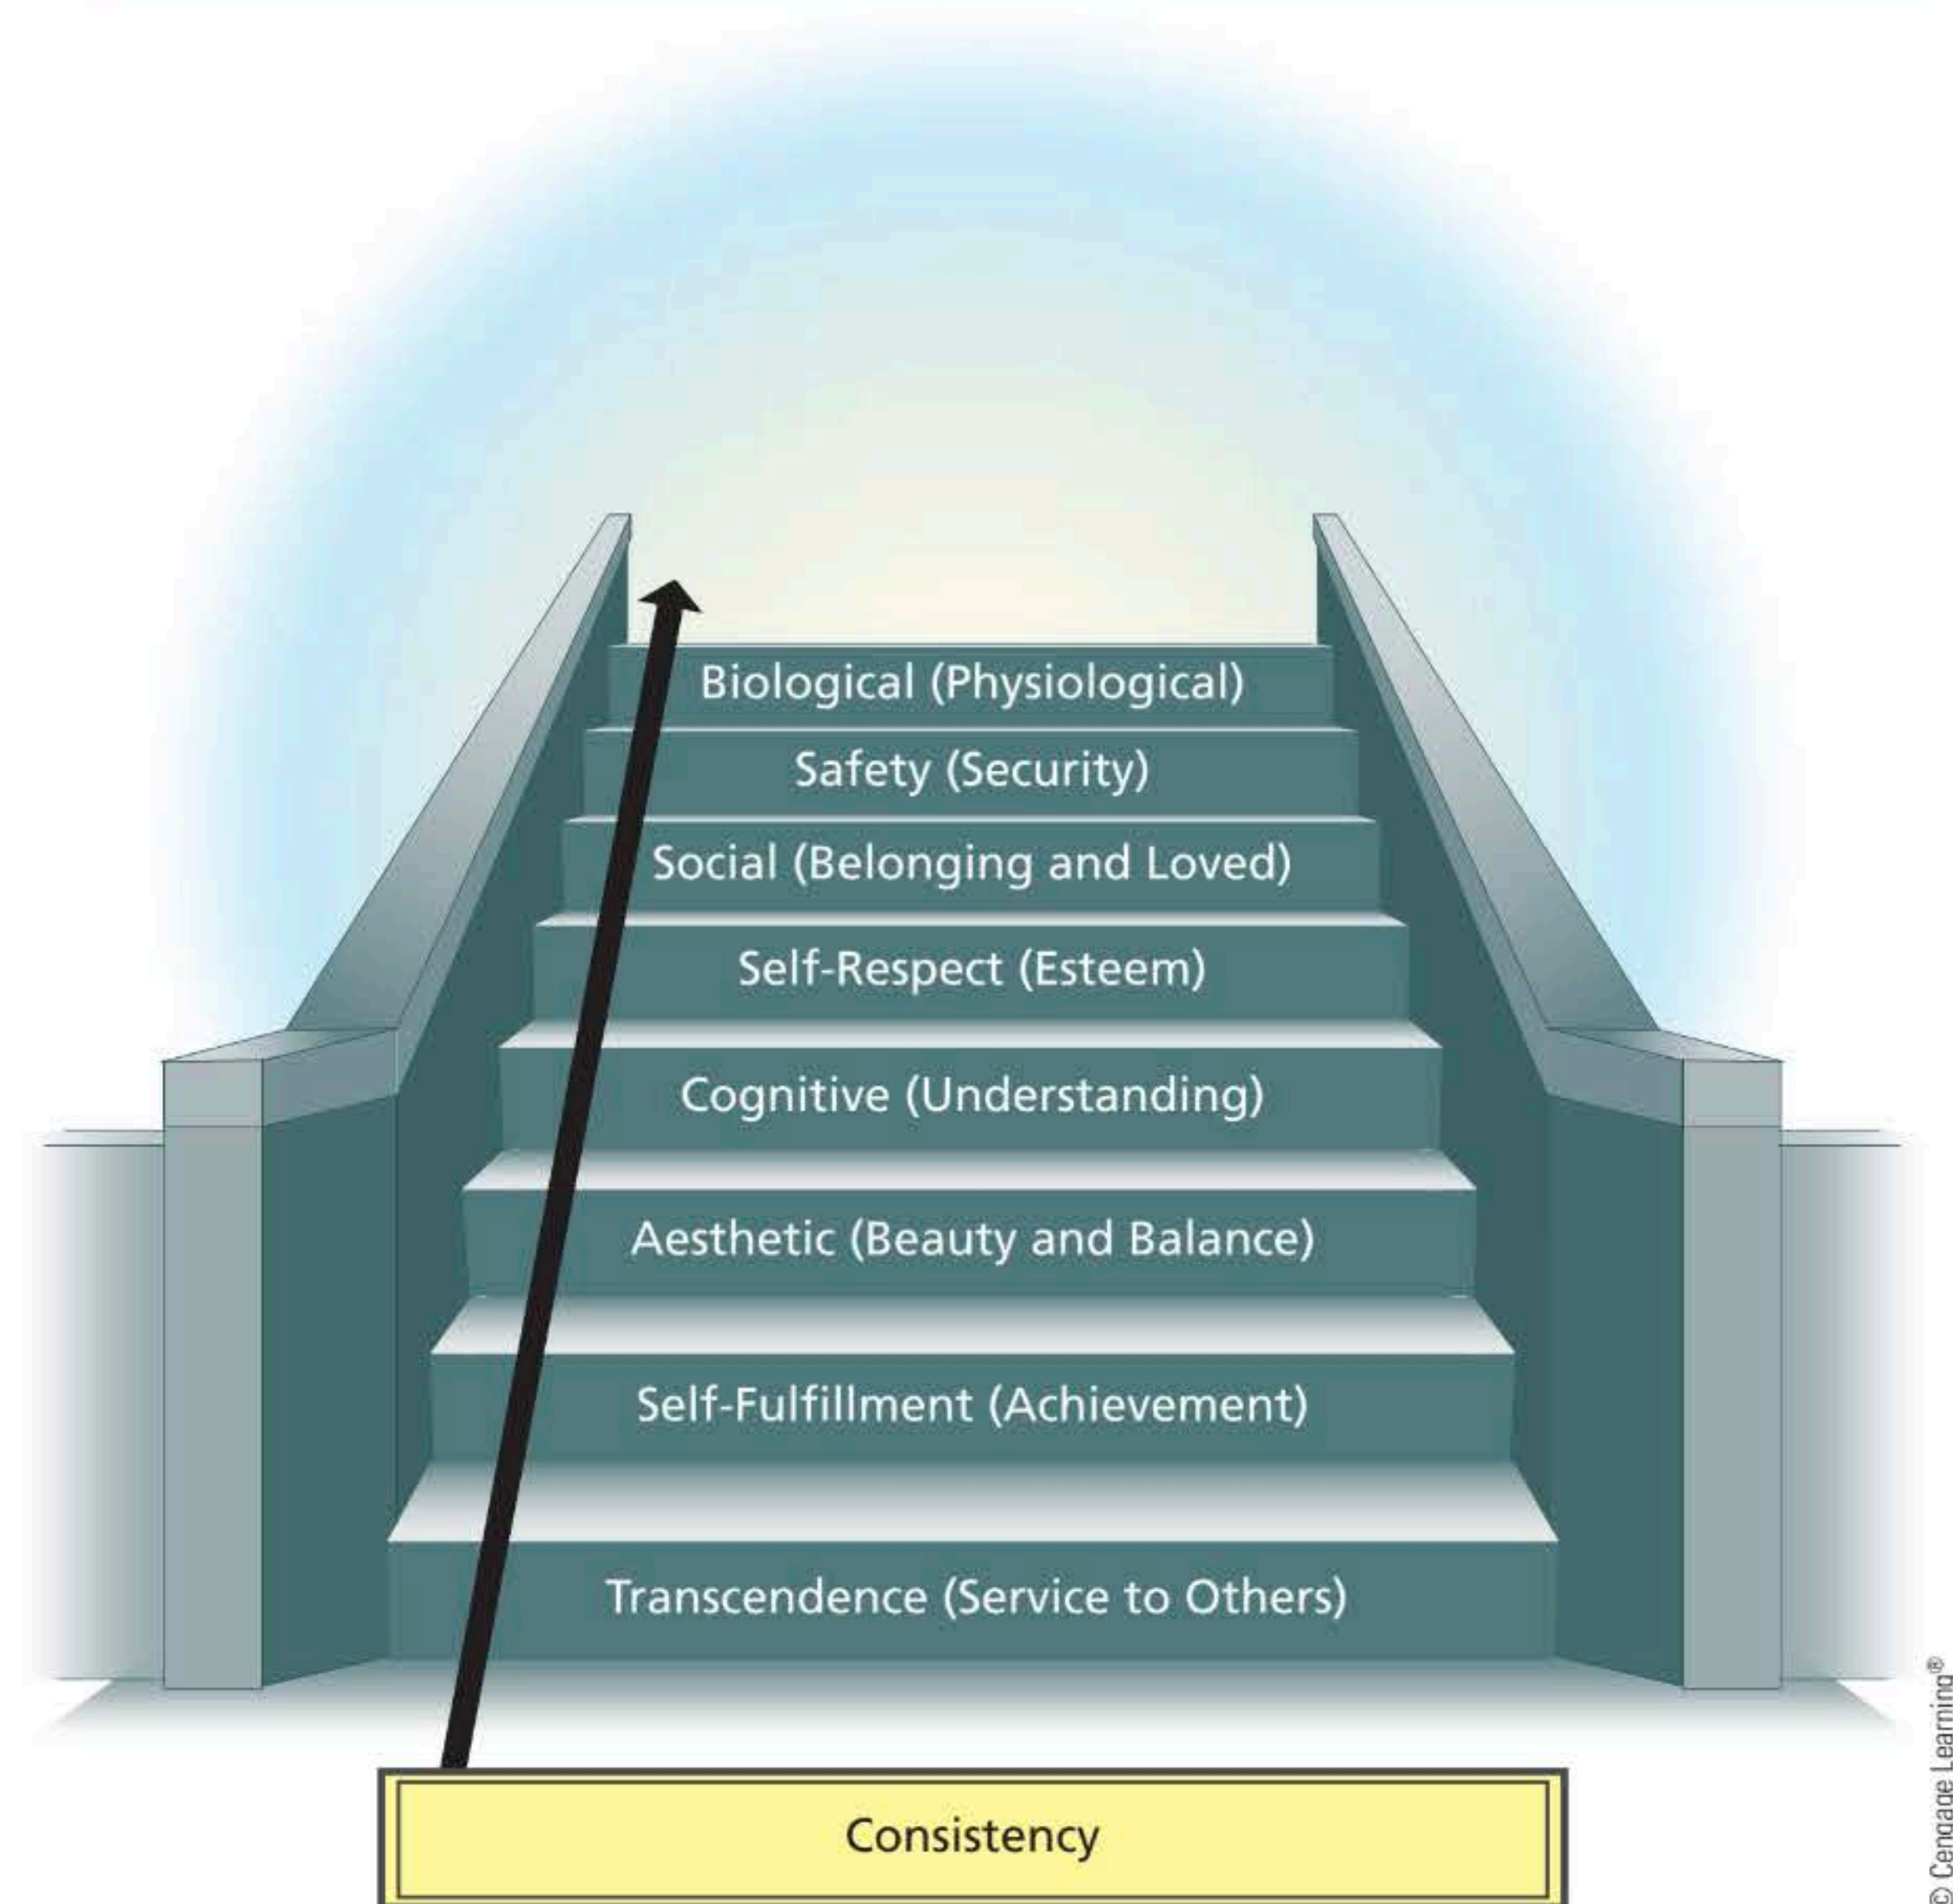 Biological (Physiological)
Safety (Security)
Social (Belonging and Loved)
Self-Respect (Esteem)
Cognitive (Understanding)
Aesthetic (Beauty and Balance)
Self-Fulfillment (Achievement)
Transcendence (Service to Others)
Consistency
© Cengage Learning®